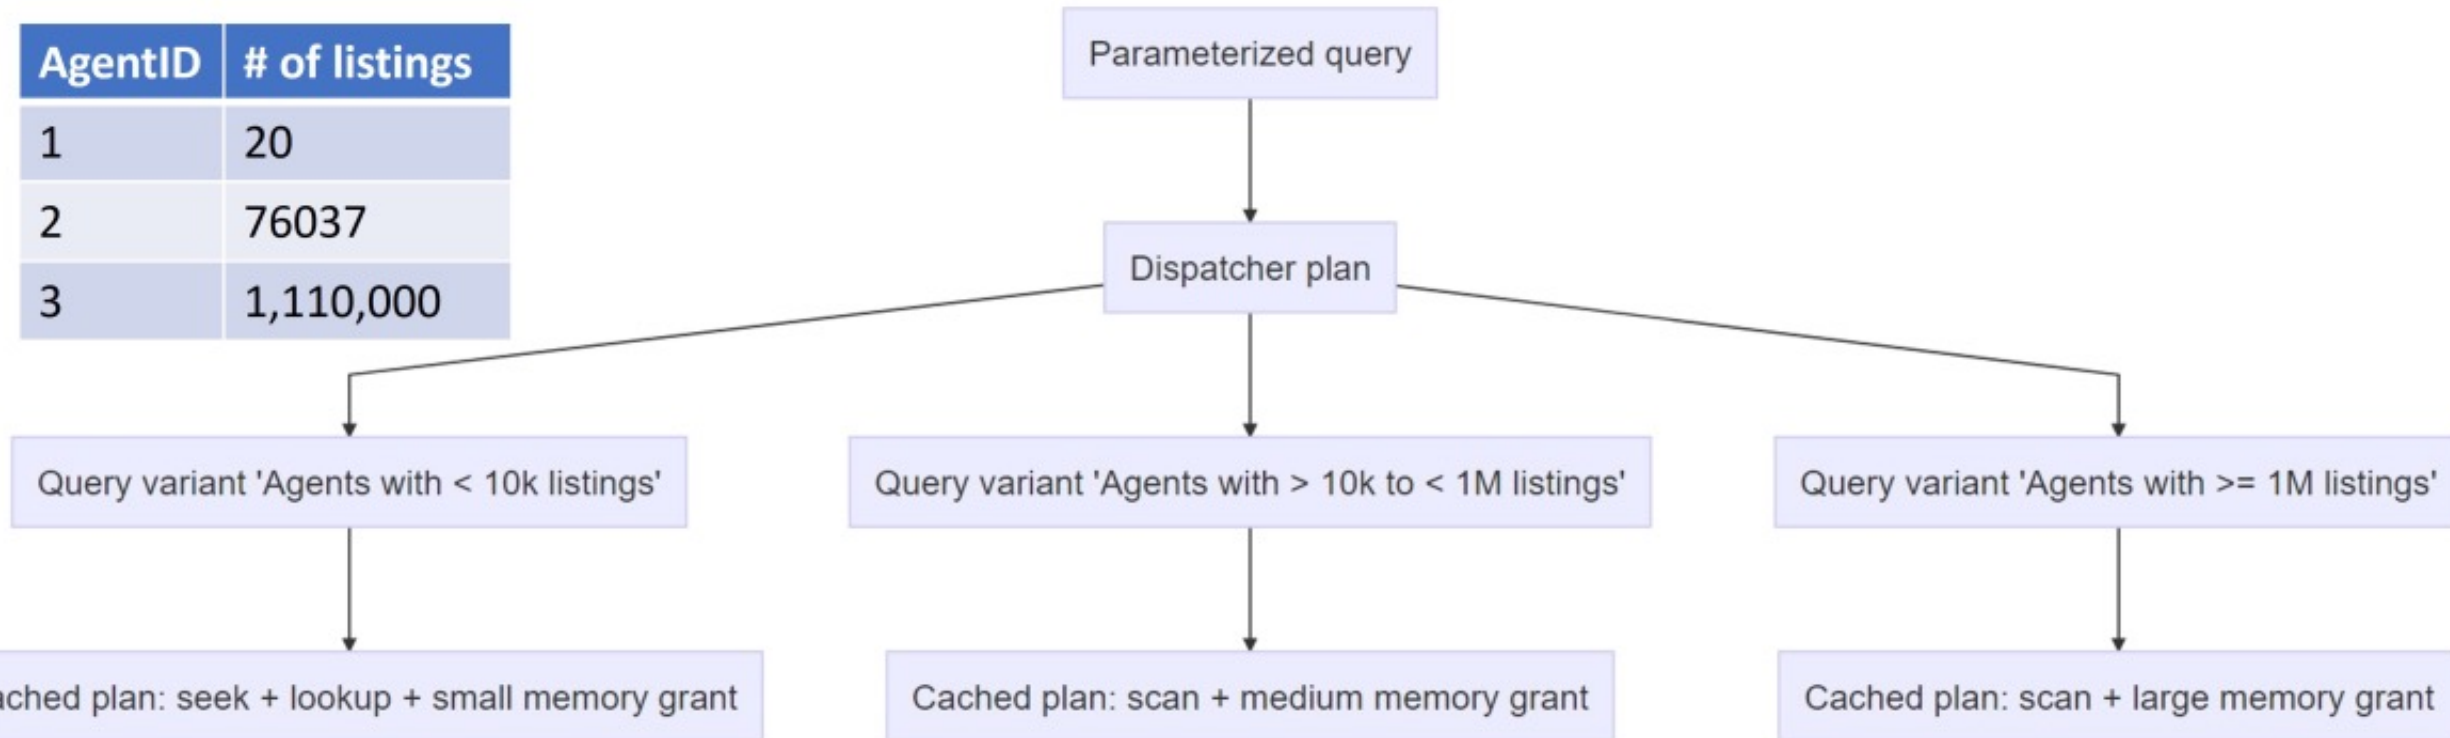 AgentID # of listings
1 20
2 76037
3 1,110,000
Parameterized query
Dispatcher plan
Query variant 'Agents with < 10k listings'
Query variant 'Agents with > 10k to < 1M listings'
Query variant 'Agents with >= 1M listings'
plan: seek + lookup + small memory grant
Cached plan: scan + medium memory grant
Cached plan: scan + large memory grant